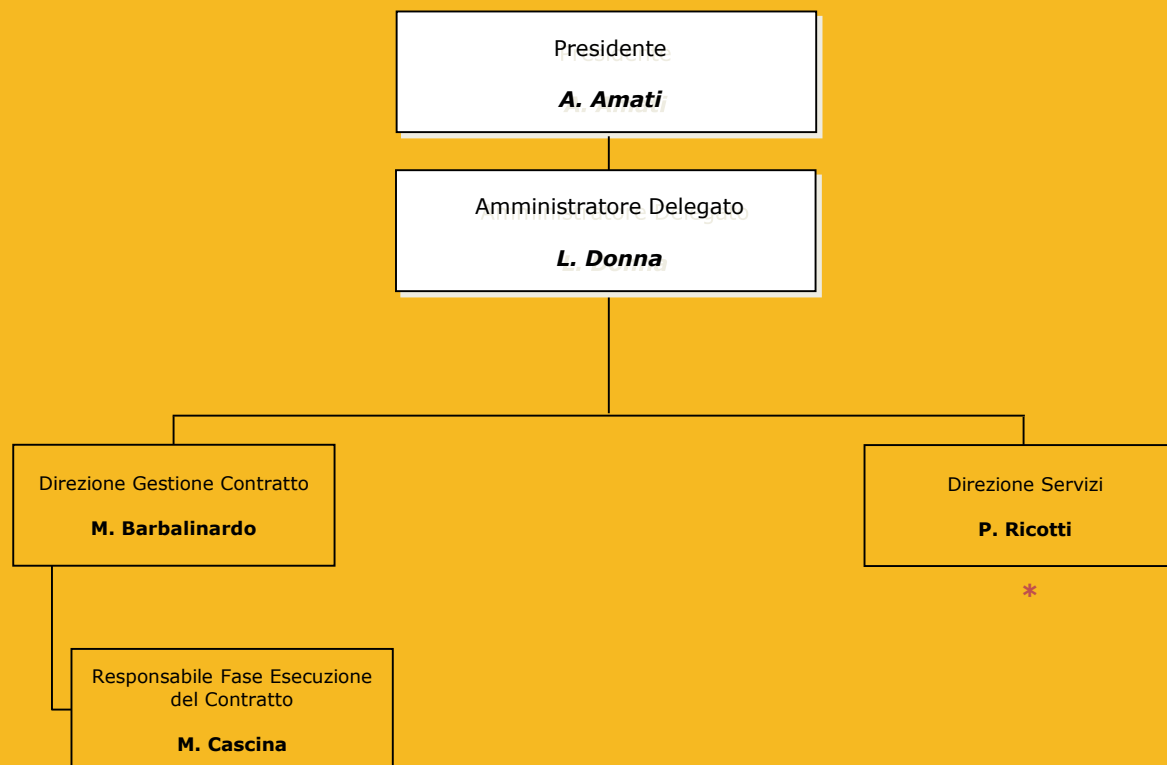 Presidente
A. Amati
Amministratore Delegato
L. Donna
Direzione Gestione Contratto
M. Barbalinardo
Direzione Servizi
P. Ricotti
*
Responsabile Fase Esecuzione
del Contratto
M. Cascina